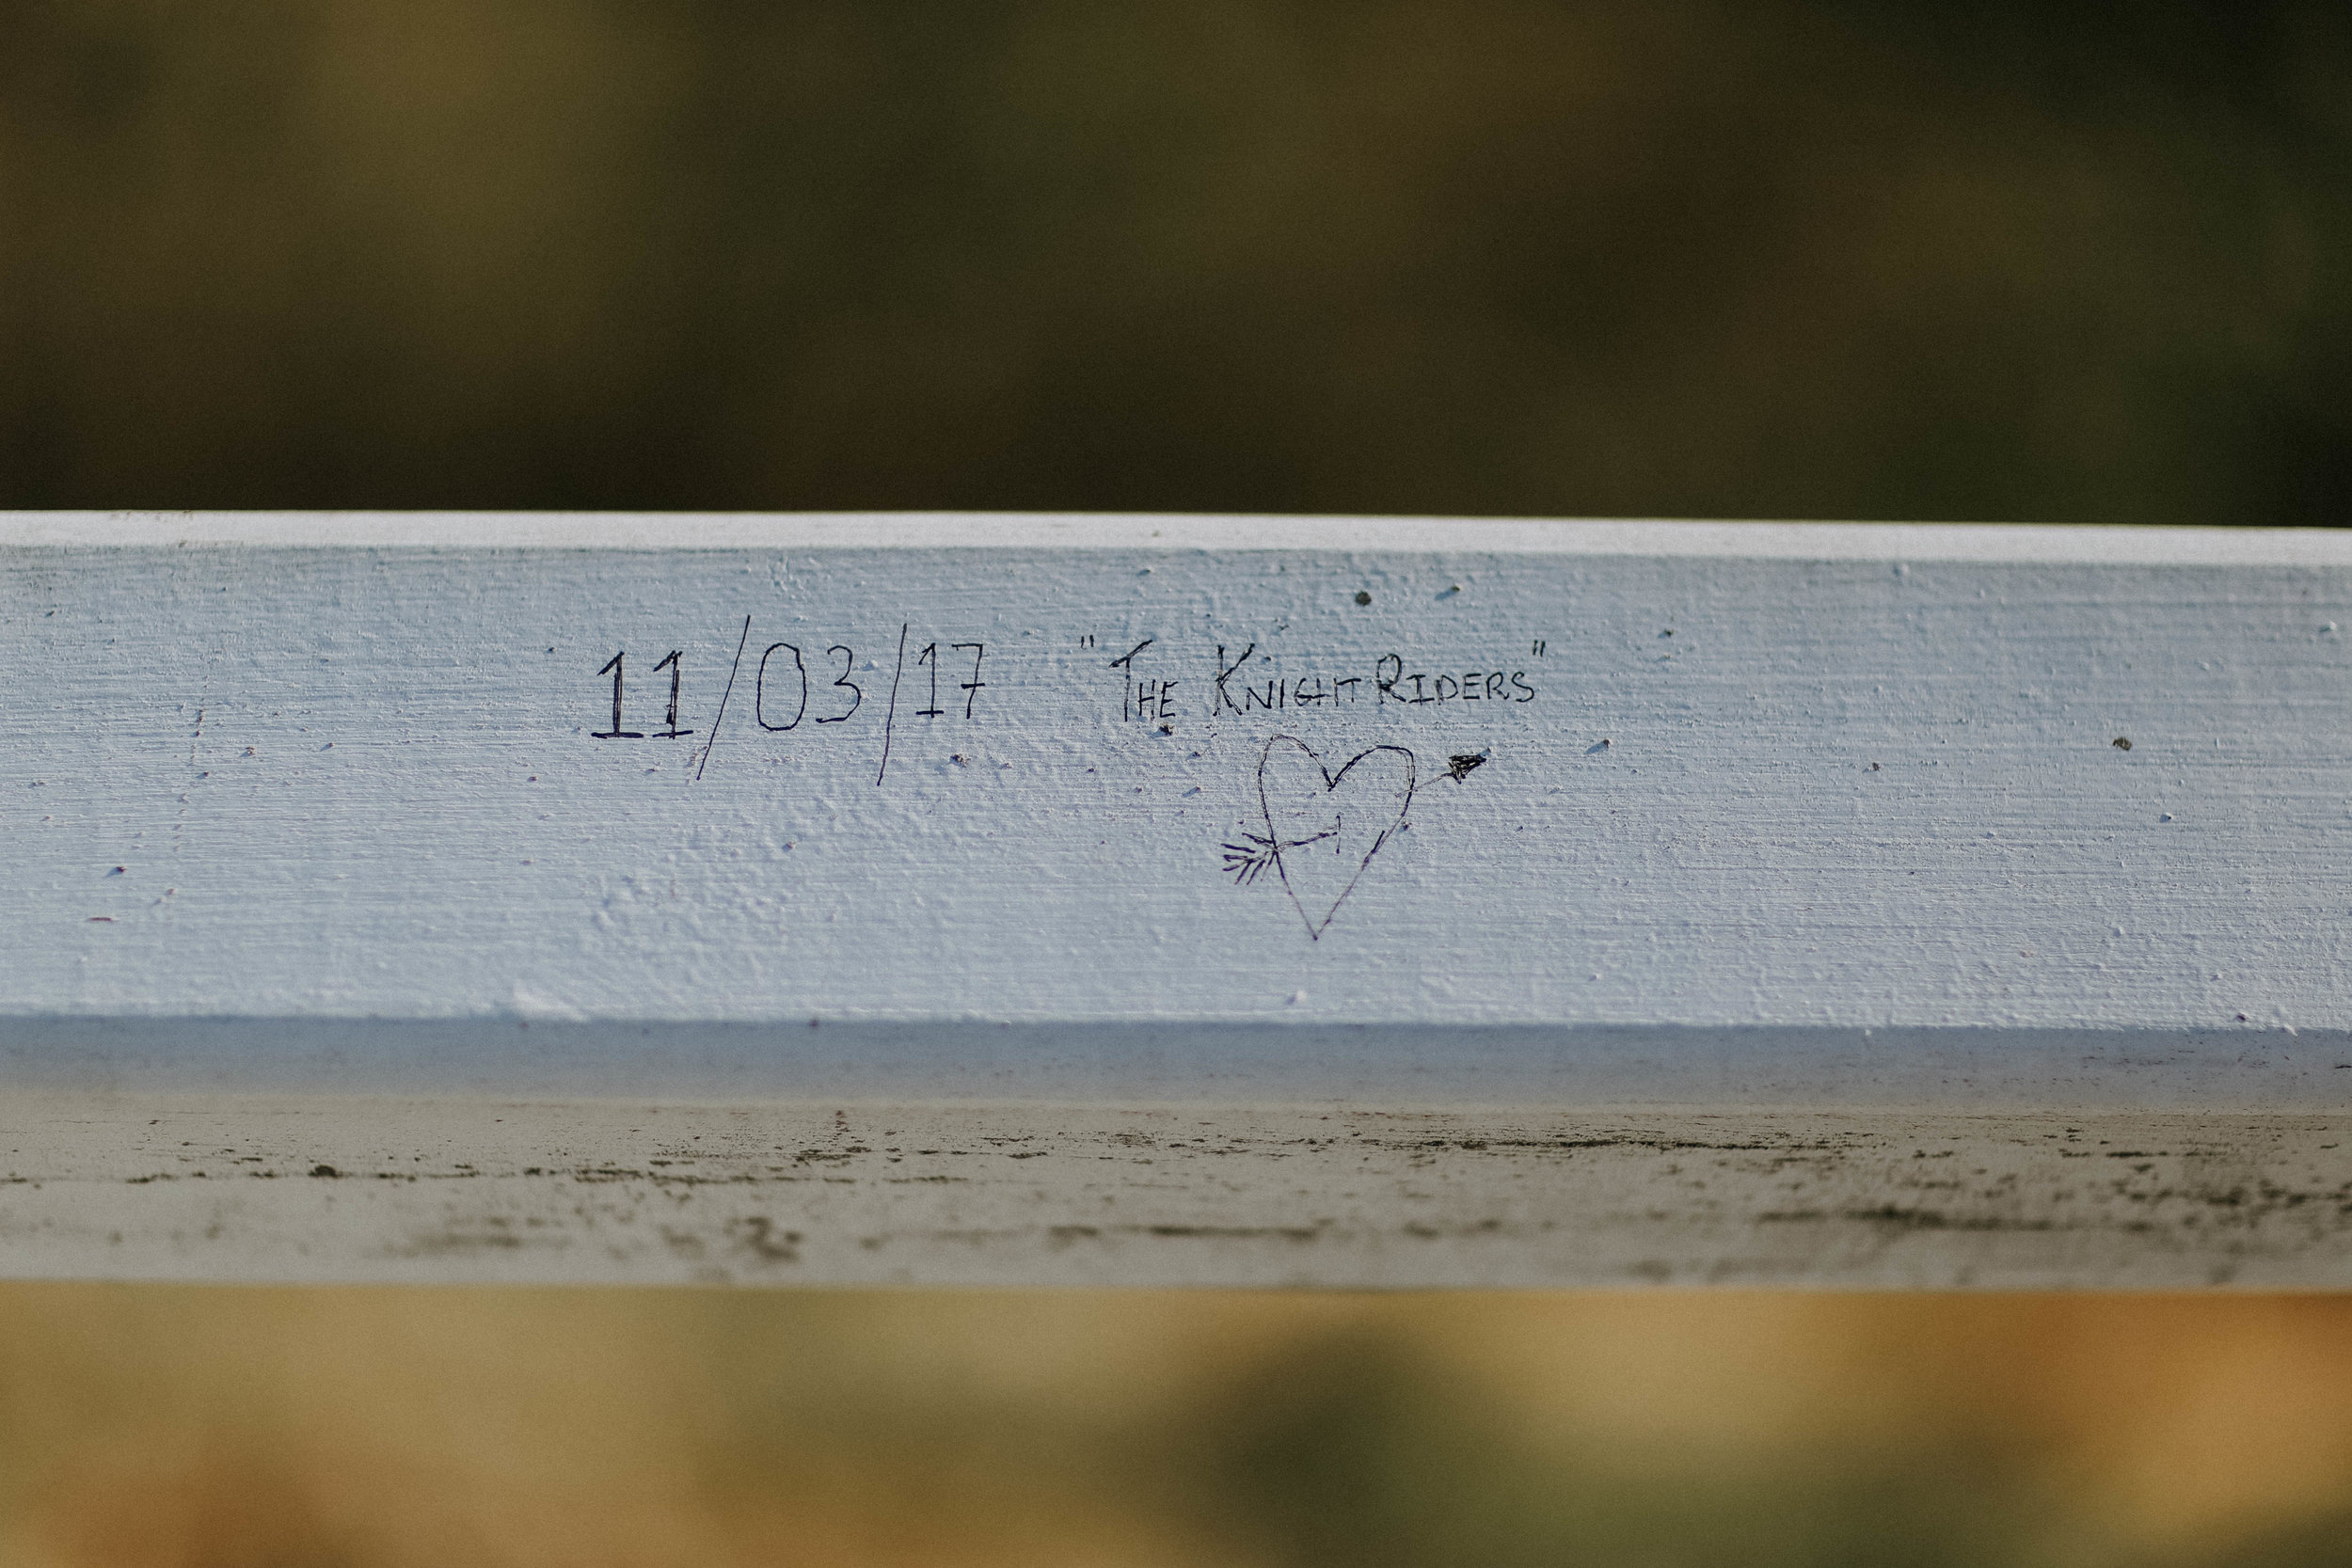 11/03/17 "THE KNIGHT RIDERS"